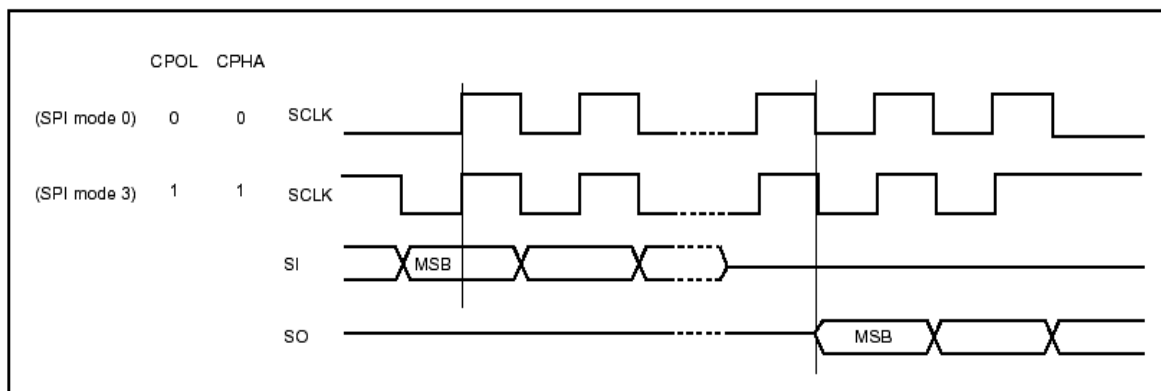 CPOL CPHA
(SPI mode 0) 0 0 SCLK
(SPI mode 3) 1 1 SCLK
SI MSB
SO MSB